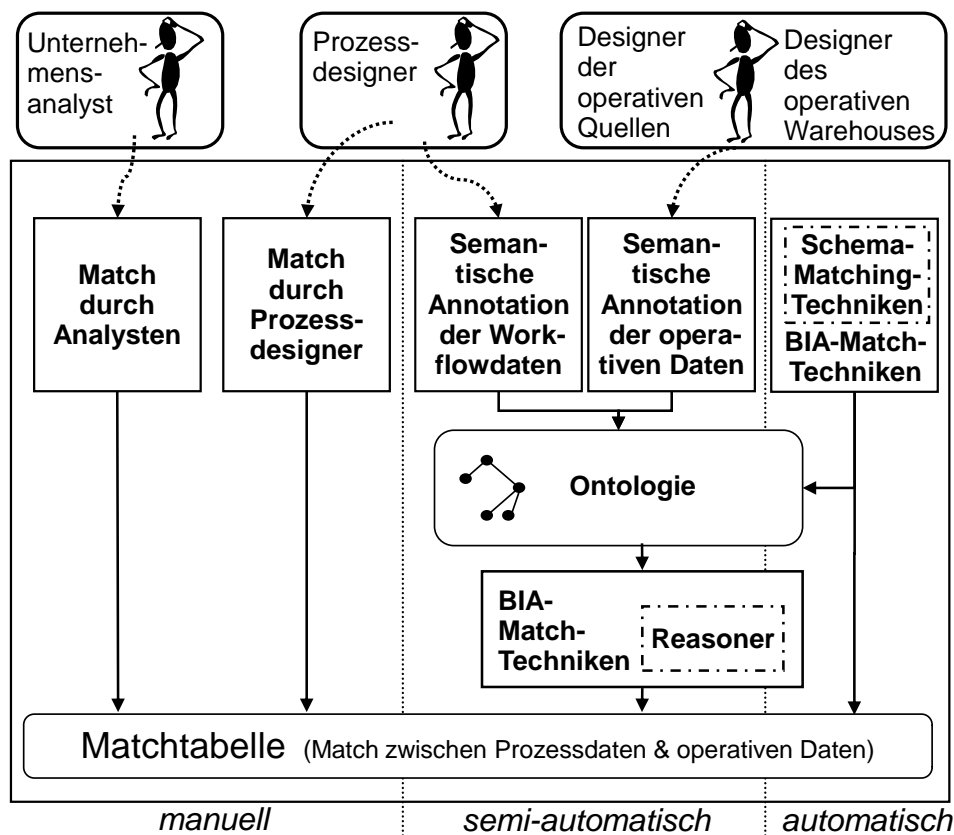 Unterneh-
mens-
analyst
Prozess-
designer
Designer
der
operativen
Quellen
Designer
des
operativen
Warehouses
Match
durch
Analysten
Match
durch
Prozess-
designer
Seman-
tische
Annotation
der Work-
flowdaten
Seman-
tische
Annotation
der opera-
tiven Daten
Schema-
Matching-
Techniken
BIA-Match-
Techniken
Ontologie
BIA-
Match-
Techniken
Reasoner
Matchtabelle (Match zwischen Prozessdaten & operativen Daten)
manuell
semi-automatisch
automatisch